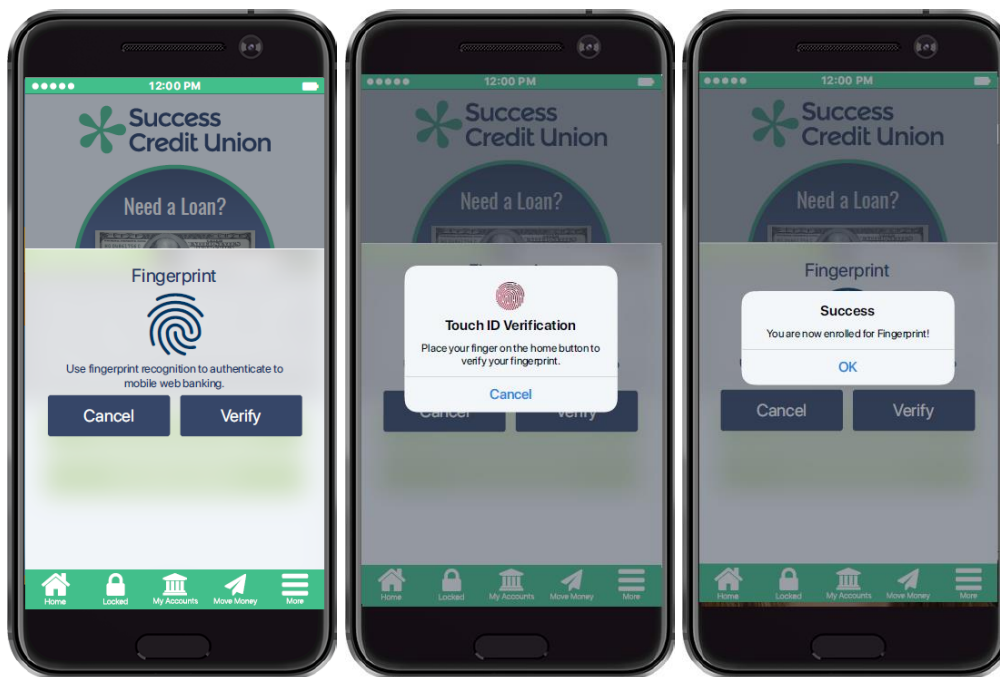 12:00 PM
Success
Credit Union
Need a Loan?
Fingerprint
Use fingerprint recognition to authenticate to
mobile web banking.
Cancel
Verify
Home
Locked
My Accounts
Move Money
More
12:00 PM
Success
Credit Union
Need a Loan?
Touch ID Verification
Place your finger on the home button to
verify your fingerprint.
Cancel
Cancel
Verify
Home
Locked
My Accounts
Move Money
More
12:00 PM
Success
Credit Union
Need a Loan?
Fingerprint
Success
You are now enrolled for Fingerprint!
OK
Cancel
Verify
Home
Locked
My Accounts
Move Money
More